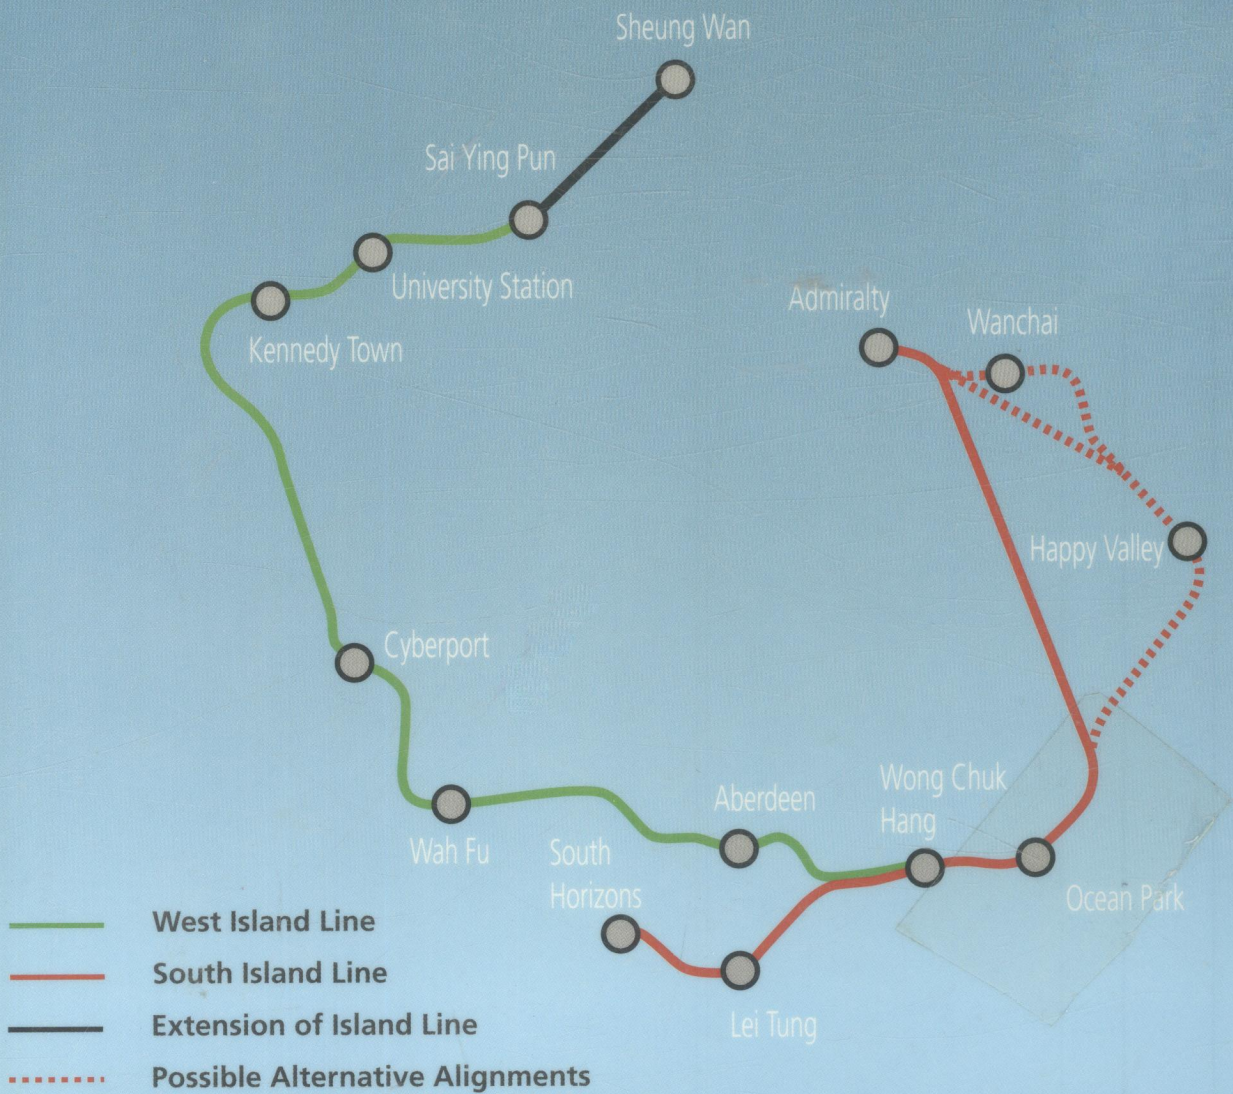 Sheung Wan
Sai Ying Pun
University Station
Kennedy Town
Admiralty
Wanchai
Happy Valley
Cyberport
Wong Chuk
Hang
Aberdeen
Wah Fu
South
Horizons
Ocean Park
Lei Tung
West Island Line
South Island Line
Extension of Island Line
Possible Alternative Alignments